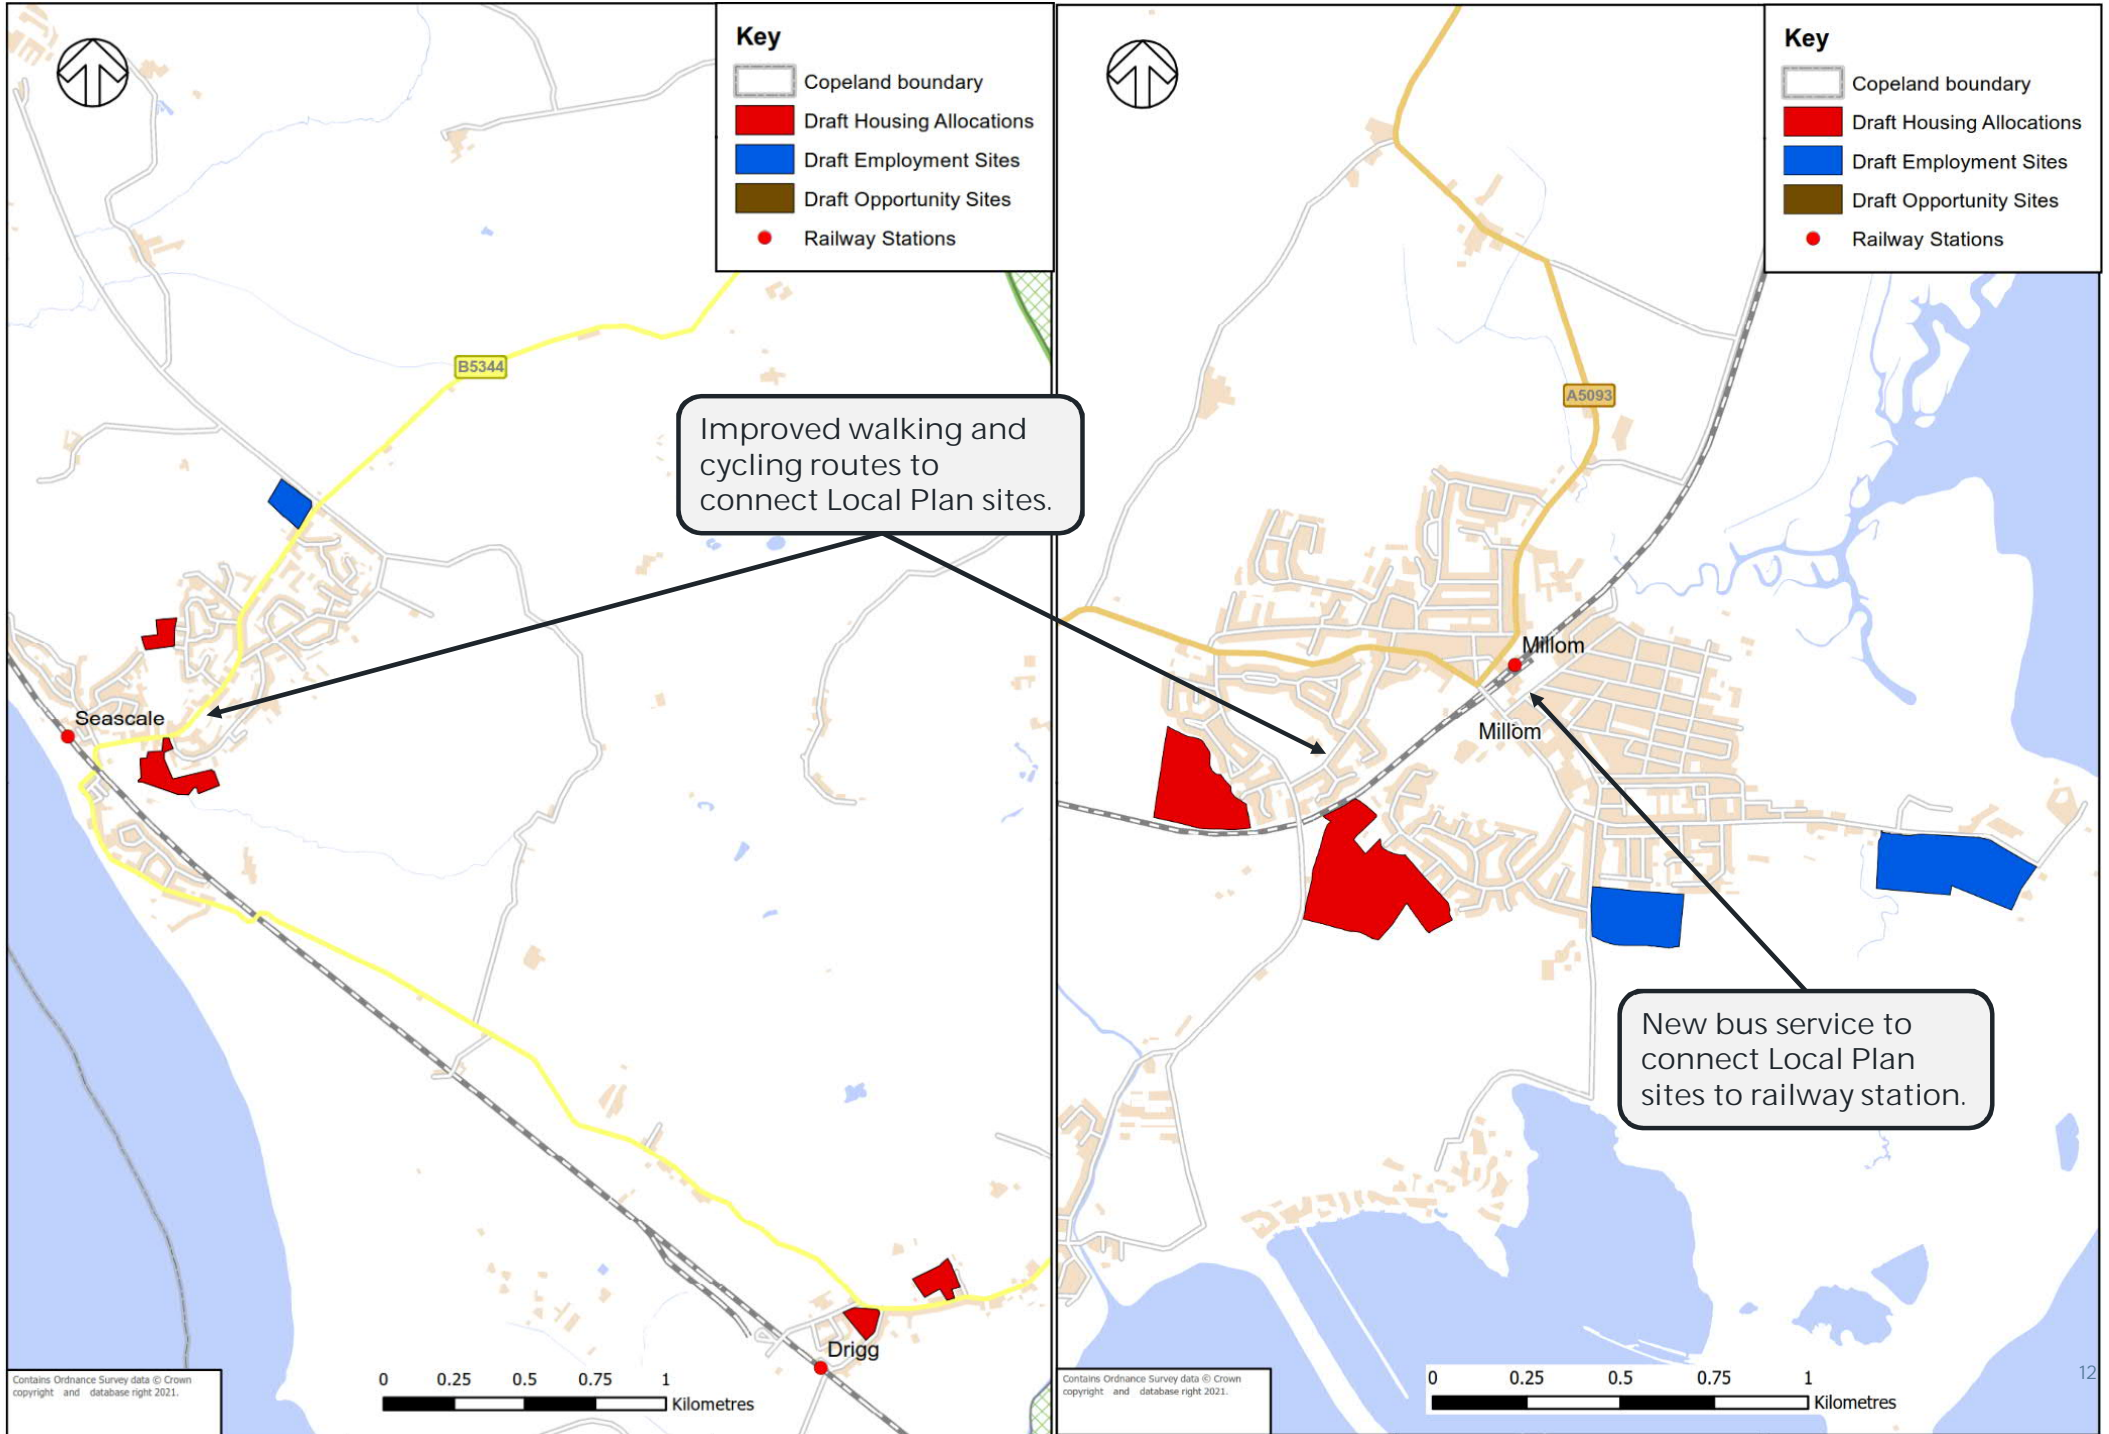 Key
Copeland boundary
Draft Housing Allocations
Draft Employment Sites
Draft Opportunity Sites
Railway Stations
B5344
Improved walking and
cycling routes to
connect Local Plan sites.
Seascale
Drigg
Contains Ordnance Survey data © Crown
copyright and database right 2021.
0 0.25 0.5 0.75 1
Kilometres
Key
Copeland boundary
Draft Housing Allocations
Draft Employment Sites
Draft Opportunity Sites
Railway Stations
A5093
Millom
Millom
New bus service to
connect Local Plan
sites to railway station.
Contains Ordnance Survey data © Crown
copyright and database right 2021.
0 0.25 0.5 0.75 1
Kilometres
12